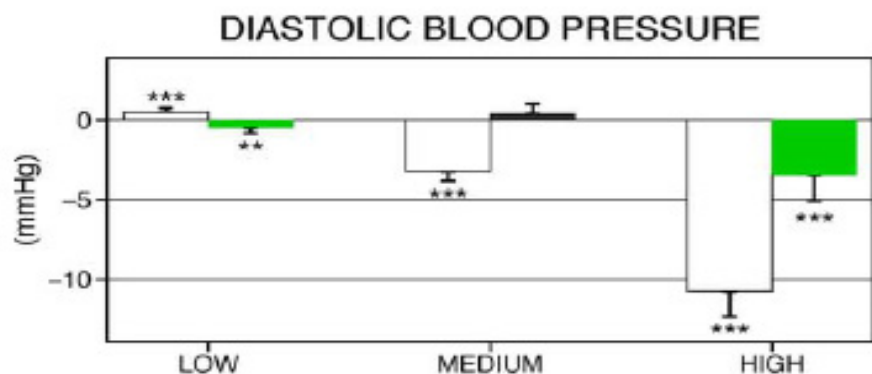 DIASTOLIC BLOOD PRESSURE
(mmHg)
0
−5
−10
***
**
***
***
***
LOW MEDIUM HIGH